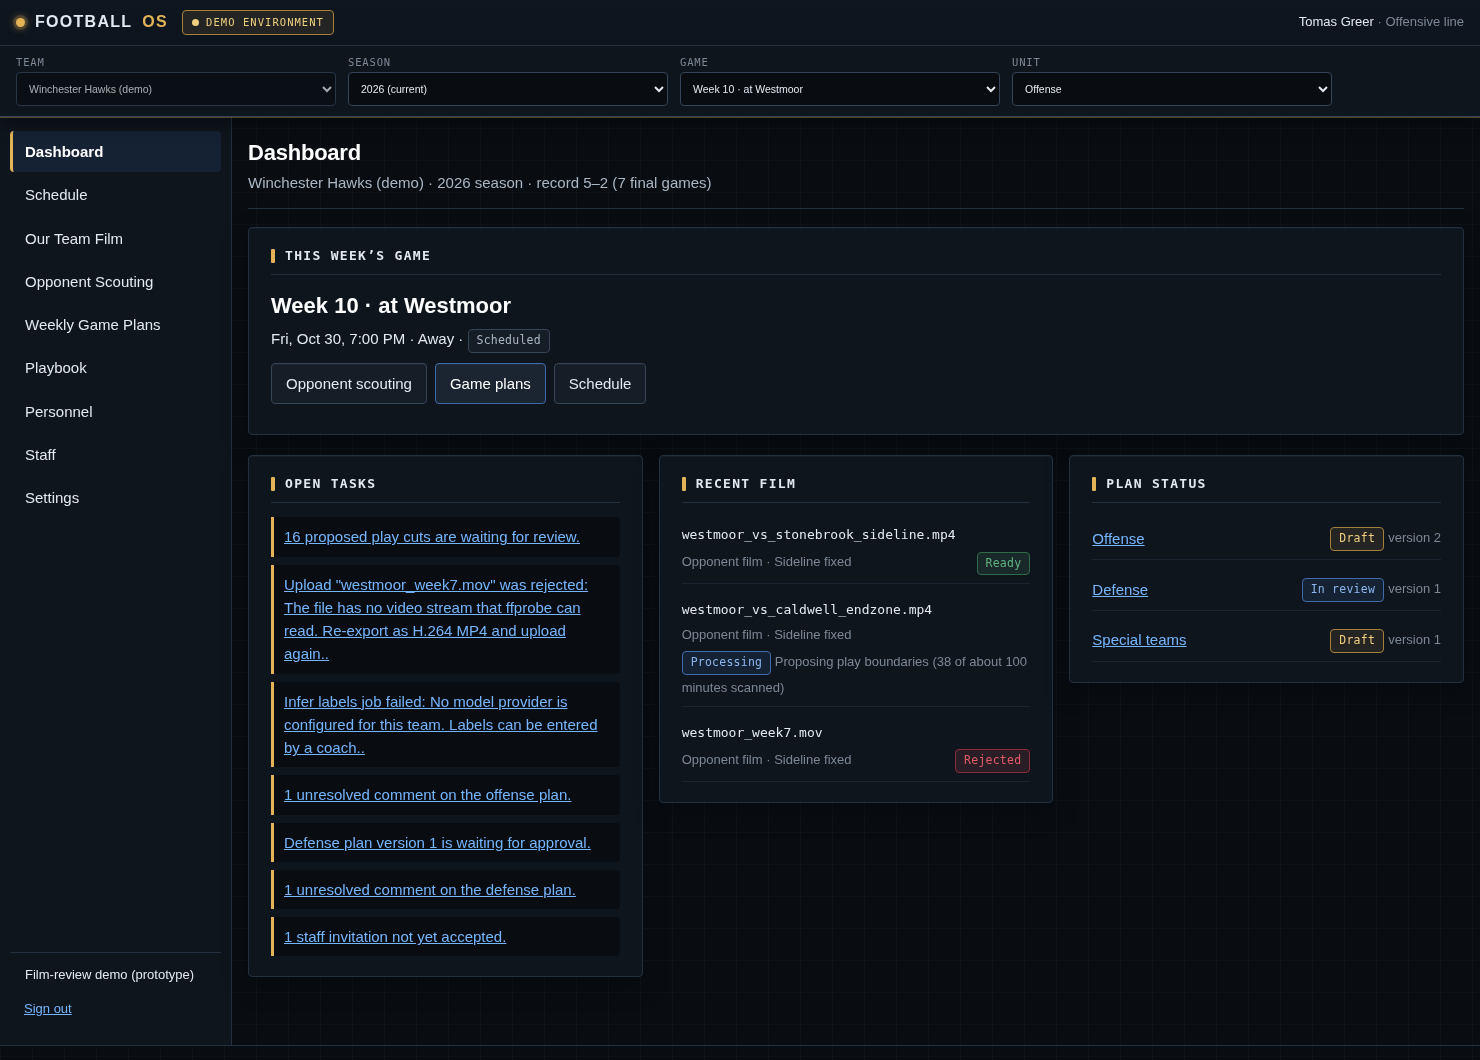 FOOTBALL OS
DEMO ENVIRONMENT
Tomas Greer · Offensive line
TEAM
Winchester Hawks (demo)
SEASON
2026 (current)
GAME
Week 10 · at Westmoor
UNIT
Offense
Dashboard
Schedule
Our Team Film
Opponent Scouting
Weekly Game Plans
Playbook
Personnel
Staff
Settings
Film-review demo (prototype)
Sign out
Dashboard
Winchester Hawks (demo) · 2026 season · record 5–2 (7 final games)
THIS WEEK’S GAME
Week 10 · at Westmoor
Fri, Oct 30, 7:00 PM · Away · Scheduled
Opponent scouting
Game plans
Schedule
OPEN TASKS
16 proposed play cuts are waiting for review.
Upload "westmoor_week7.mov" was rejected:
The file has no video stream that ffprobe can
read. Re-export as H.264 MP4 and upload
again..
Infer labels job failed: No model provider is
configured for this team. Labels can be entered
by a coach..
1 unresolved comment on the offense plan.
Defense plan version 1 is waiting for approval.
1 unresolved comment on the defense plan.
1 staff invitation not yet accepted.
RECENT FILM
westmoor_vs_stonebrook_sideline.mp4
Opponent film · Sideline fixed
Ready
westmoor_vs_caldwell_endzone.mp4
Opponent film · Sideline fixed
Processing Proposing play boundaries (38 of about 100
minutes scanned)
westmoor_week7.mov
Opponent film · Sideline fixed
Rejected
PLAN STATUS
Offense
Draft version 2
Defense
In review version 1
Special teams
Draft version 1